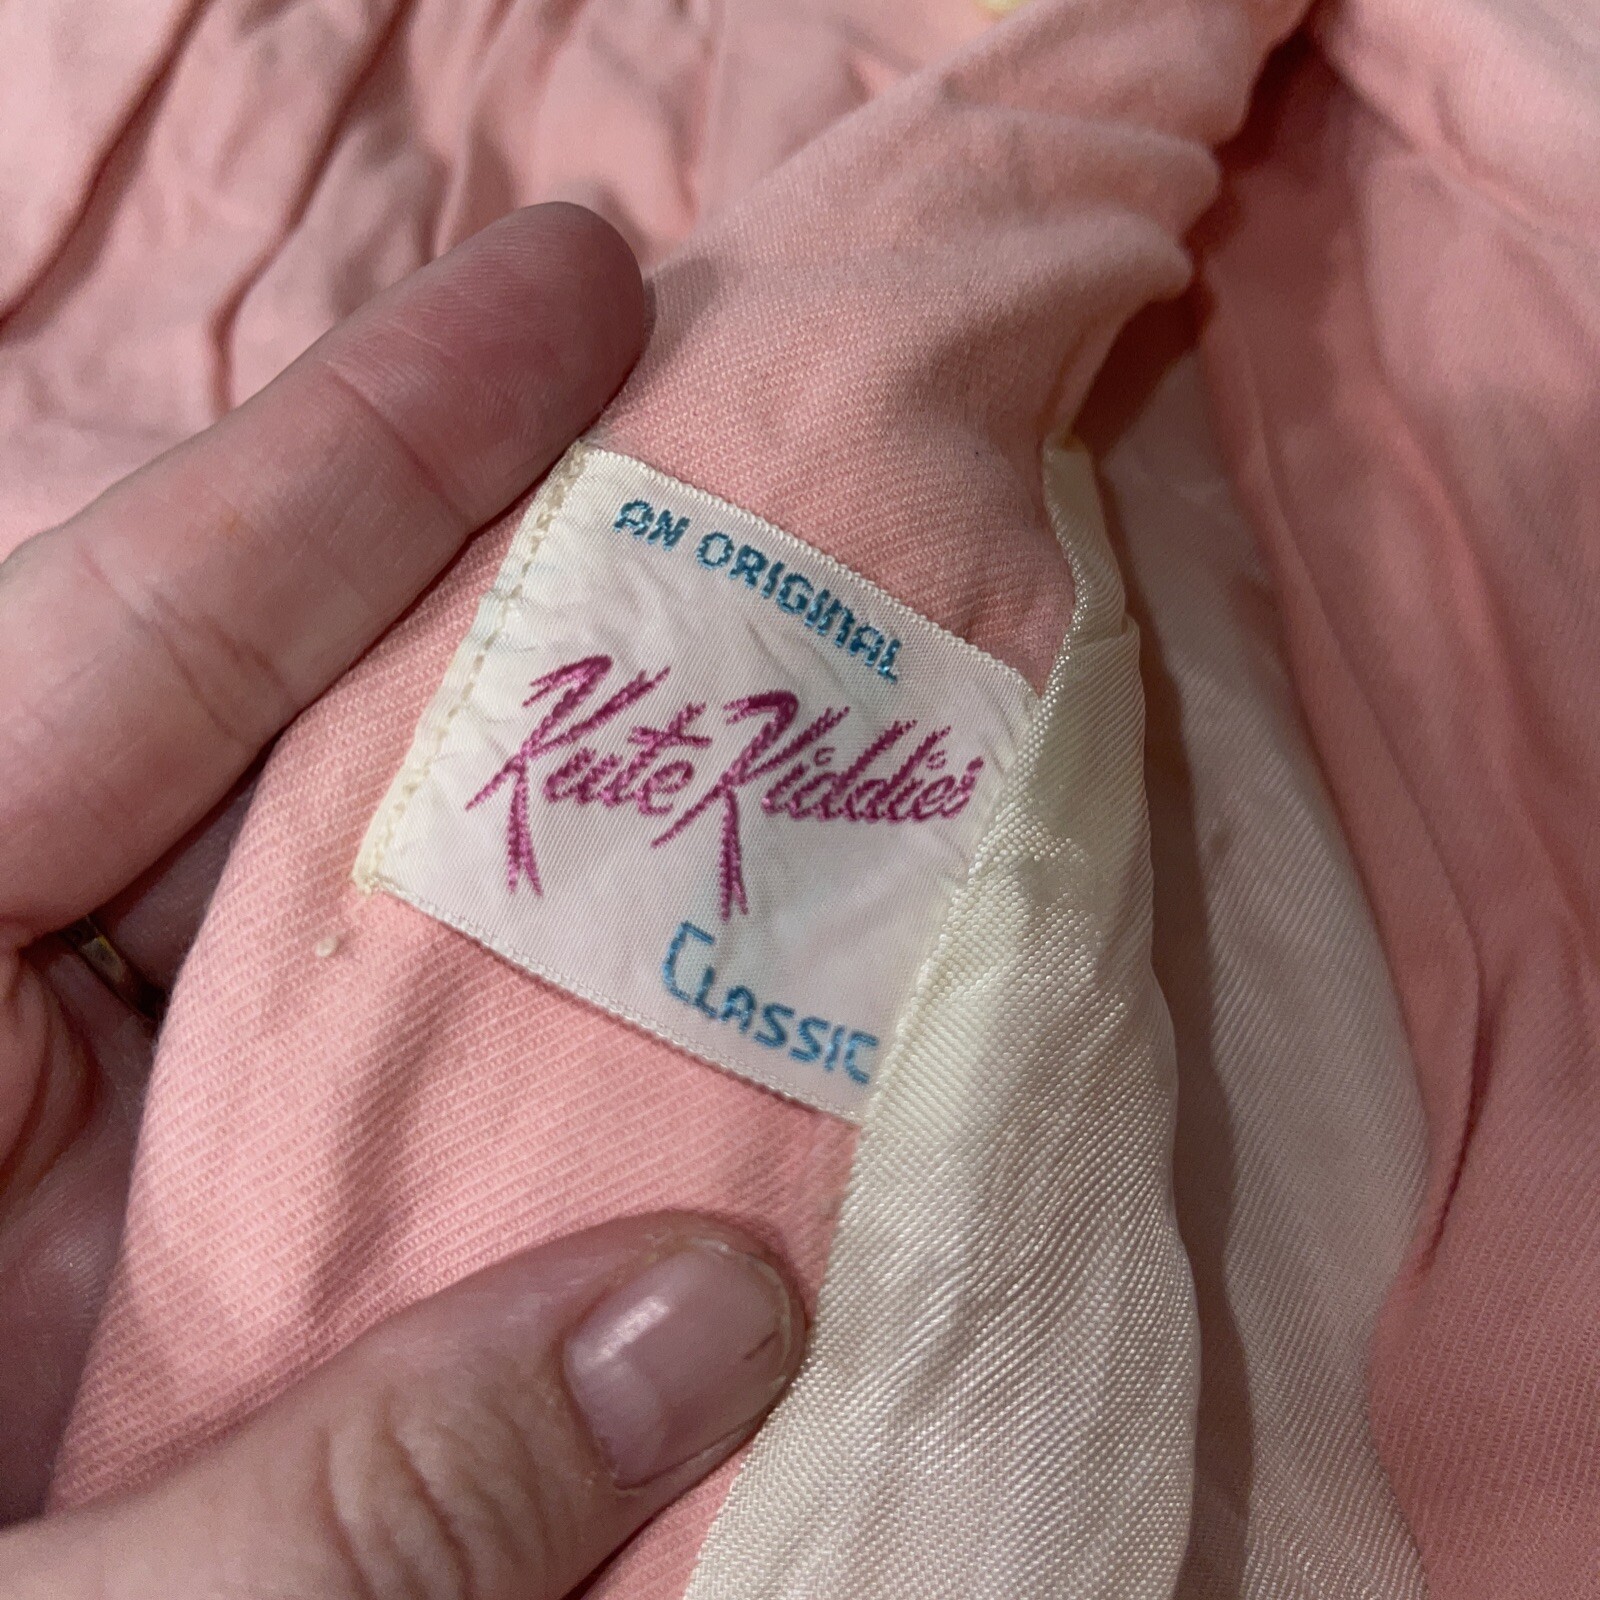 AN ORIGINAL
Kute Kiddies
CLASSIC